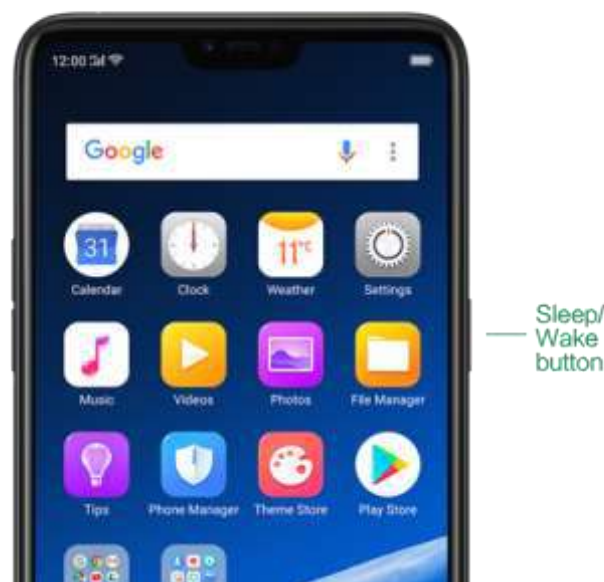 12:00
Google
31
11°C
Calendar
Clock
Weather
Settings
Sleep/
Wake
button
Music
Videos
Photos
File Manager
Tips
Phone Manager
Theme Store
Play Store